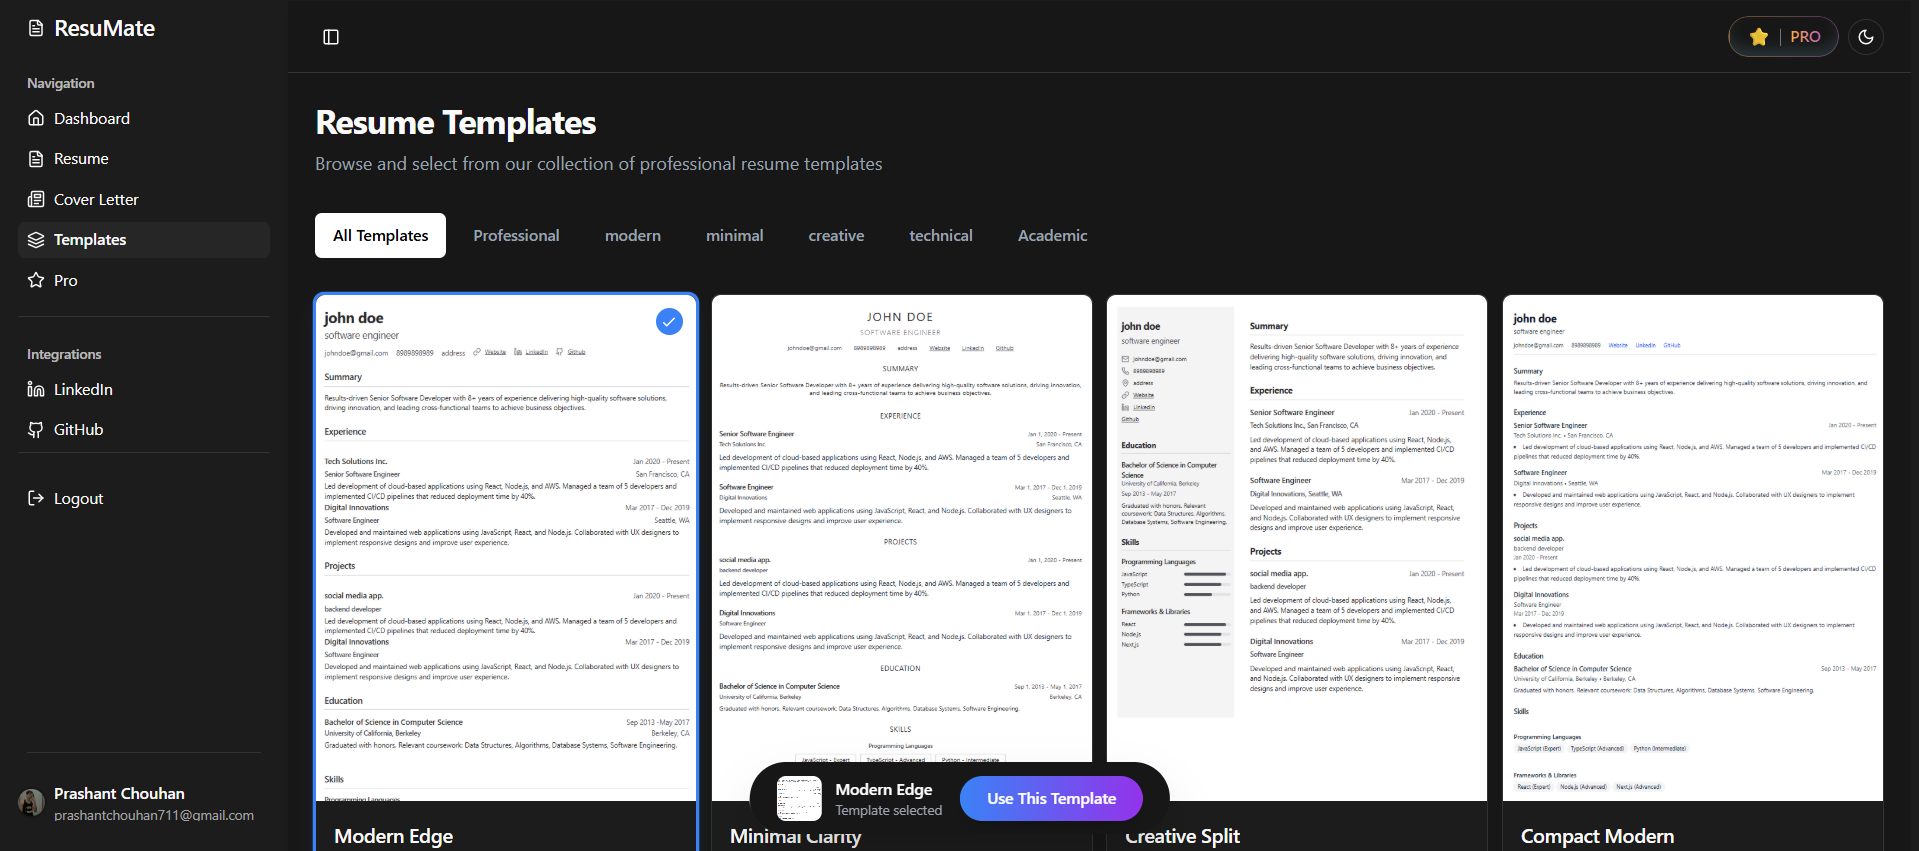 ResuMate
Navigation
Dashboard
Resume
Cover Letter
Templates
Pro
Integrations
LinkedIn
GitHub
Logout
Prashant Chouhan
prashantchouhan711@gmail.com
PRO
Resume Templates
Browse and select from our collection of professional resume templates
All Templates
Professional
modern
minimal
creative
technical
Academic
john doe
software engineer
johndoe@gmail.com 8989898989 address Website LinkedIn Github
Summary
Results-driven Senior Software Developer with 8+ years of experience delivering high-quality software solutions,
driving innovation, and leading cross-functional teams to achieve business objectives.
Experience
Tech Solutions Inc. Jan 2020 - Present
Senior Software Engineer San Francisco, CA
Led development of cloud-based applications using React, Node.js, and AWS. Managed a team of 5 developers and
implemented CI/CD pipelines that reduced deployment time by 40%.
Digital Innovations Mar 2017 - Dec 2019
Software Engineer Seattle, WA
Developed and maintained web applications using JavaScript, React, and Node.js. Collaborated with UX designers to
implement responsive designs and improve user experience.
Projects
social media app. Jan 2020 - Present
backend developer
Led development of cloud-based applications using React, Node.js, and AWS. Managed a team of 5 developers and
implemented CI/CD pipelines that reduced deployment time by 40%.
Digital Innovations Mar 2017 - Dec 2019
Software Engineer
Developed and maintained web applications using JavaScript, React, and Node.js. Collaborated with UX designers to
implement responsive designs and improve user experience.
Education
Bachelor of Science in Computer Science Sep 2013 -May 2017
University of California, Berkeley Berkeley, CA
Graduated with honors. Relevant coursework: Data Structures, Algorithms, Database Systems, Software Engineering.
Skills
Programming Languages
Modern Edge
JOHN DOE
SOFTWARE ENGINEER
johndoe@gmail.com 8989898989 address Website LinkedIn Github
SUMMARY
Results-driven Senior Software Developer with 8+ years of experience delivering high-quality software solutions, driving innovation,
and leading cross-functional teams to achieve business objectives.
EXPERIENCE
Senior Software Engineer Jan 1, 2020 - Present
Tech Solutions Inc. San Francisco, CA
Led development of cloud-based applications using React, Node.js, and AWS. Managed a team of 5 developers and
implemented CI/CD pipelines that reduced deployment time by 40%.
Software Engineer Mar 1, 2017 - Dec 1, 2019
Digital Innovations Seattle, WA
Developed and maintained web applications using JavaScript, React, and Node.js. Collaborated with UX designers to
implement responsive designs and improve user experience.
PROJECTS
social media app. Jan 1, 2020 - Present
backend developer
Led development of cloud-based applications using React, Node.js, and AWS. Managed a team of 5 developers and
implemented CI/CD pipelines that reduced deployment time by 40%.
Digital Innovations Mar 1, 2017 - Dec 1, 2019
Software Engineer
Developed and maintained web applications using JavaScript, React, and Node.js. Collaborated with UX designers to
implement responsive designs and improve user experience.
EDUCATION
Bachelor of Science in Computer Science Sep 1, 2013 - May 1, 2017
University of California, Berkeley Berkeley, CA
Graduated with honors. Relevant coursework: Data Structures, Algorithms, Database Systems, Software Engineering.
SKILLS
Programming Languages
JavaScript - Expert TypeScript - Advanced Python - Intermediate
Minimal Clarity
john doe
software engineer
johndoe@gmail.com
8989898989
address
Website
LinkedIn
Github
Education
Bachelor of Science in Computer
Science
University of California, Berkeley
Sep 2013 - May 2017
Graduated with honors. Relevant
coursework: Data Structures, Algorithms,
Database Systems, Software Engineering.
Skills
Programming Languages
JavaScript
TypeScript
Python
Frameworks & Libraries
React
Node.js
Next.js
Summary
Results-driven Senior Software Developer with 8+ years of experience
delivering high-quality software solutions, driving innovation, and
leading cross-functional teams to achieve business objectives.
Experience
Senior Software Engineer Jan 2020 - Present
Tech Solutions Inc., San Francisco, CA
Led development of cloud-based applications using React, Node.js,
and AWS. Managed a team of 5 developers and implemented CI/CD
pipelines that reduced deployment time by 40%.
Software Engineer Mar 2017 - Dec 2019
Digital Innovations, Seattle, WA
Developed and maintained web applications using JavaScript, React,
and Node.js. Collaborated with UX designers to implement responsive
designs and improve user experience.
Projects
social media app. Jan 2020 - Present
backend developer
Led development of cloud-based applications using React, Node.js,
and AWS. Managed a team of 5 developers and implemented CI/CD
pipelines that reduced deployment time by 40%.
Digital Innovations Mar 2017 - Dec 2019
Software Engineer
Developed and maintained web applications using JavaScript, React,
and Node.js. Collaborated with UX designers to implement responsive
designs and improve user experience.
Creative Split
john doe
software engineer
johndoe@gmail.com 8989898989 Website LinkedIn GitHub
Summary
Results-driven Senior Software Developer with 8+ years of experience delivering high-quality software solutions, driving innovation, and
leading cross-functional teams to achieve business objectives.
Experience
Senior Software Engineer Jan 2020 - Present
Tech Solutions Inc. • San Francisco, CA
• Led development of cloud-based applications using React, Node.js, and AWS. Managed a team of 5 developers and implemented CI/CD
pipelines that reduced deployment time by 40%.
Software Engineer Mar 2017 - Dec 2019
Digital Innovations • Seattle, WA
• Developed and maintained web applications using JavaScript, React, and Node.js. Collaborated with UX designers to implement
responsive designs and improve user experience.
Projects
social media app.
backend developer
Jan 2020 - Present
• Led development of cloud-based applications using React, Node.js, and AWS. Managed a team of 5 developers and implemented CI/CD
pipelines that reduced deployment time by 40%.
Digital Innovations
Software Engineer
Mar 2017 - Dec 2019
• Developed and maintained web applications using JavaScript, React, and Node.js. Collaborated with UX designers to implement
responsive designs and improve user experience.
Education
Bachelor of Science in Computer Science Sep 2013 - May 2017
University of California, Berkeley • Berkeley, CA
Graduated with honors. Relevant coursework: Data Structures, Algorithms, Database Systems, Software Engineering.
Skills
Programming Languages
JavaScript (Expert) TypeScript (Advanced) Python (Intermediate)
Frameworks & Libraries
React (Expert) Node.js (Advanced) Next.js (Advanced)
Compact Modern
Modern Edge
Template selected
Use This Template